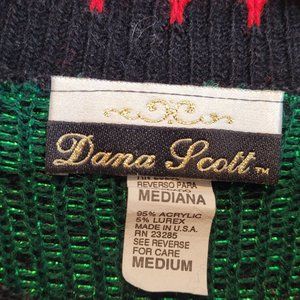 Dana Scott™
REVERSO PARA
MEDIANA
95% ACRYLIC
5% LUREX
MADE IN U.S.A.
RN 23285
SEE REVERSE
FOR CARE
MEDIUM